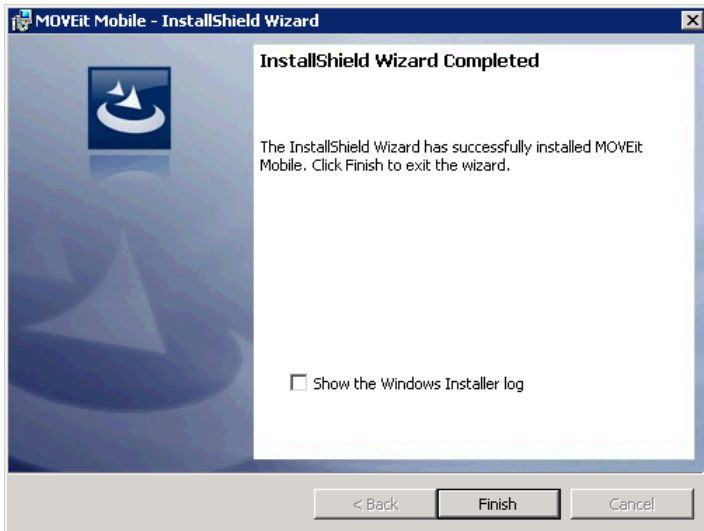 MOVEit Mobile - InstallShield Wizard
InstallShield Wizard Completed
The InstallShield Wizard has successfully installed MOVEit
Mobile. Click Finish to exit the wizard.
Show the Windows Installer log
< Back
Finish
Cancel